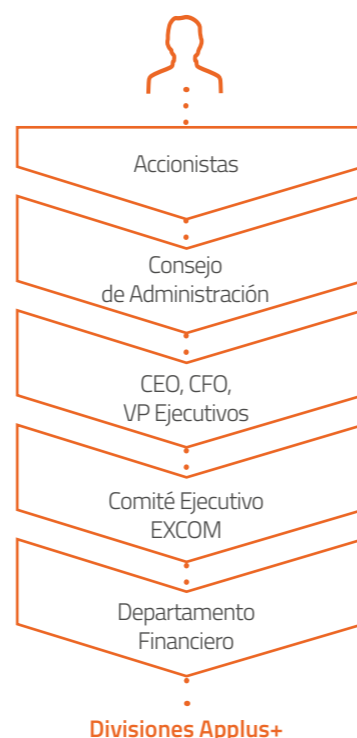 Accionistas
Consejo
de Administración
CEO, CFO,
VP Ejecutivos
Comité Ejecutivo
EXCOM
Departamento
Financiero
Divisiones Applus+